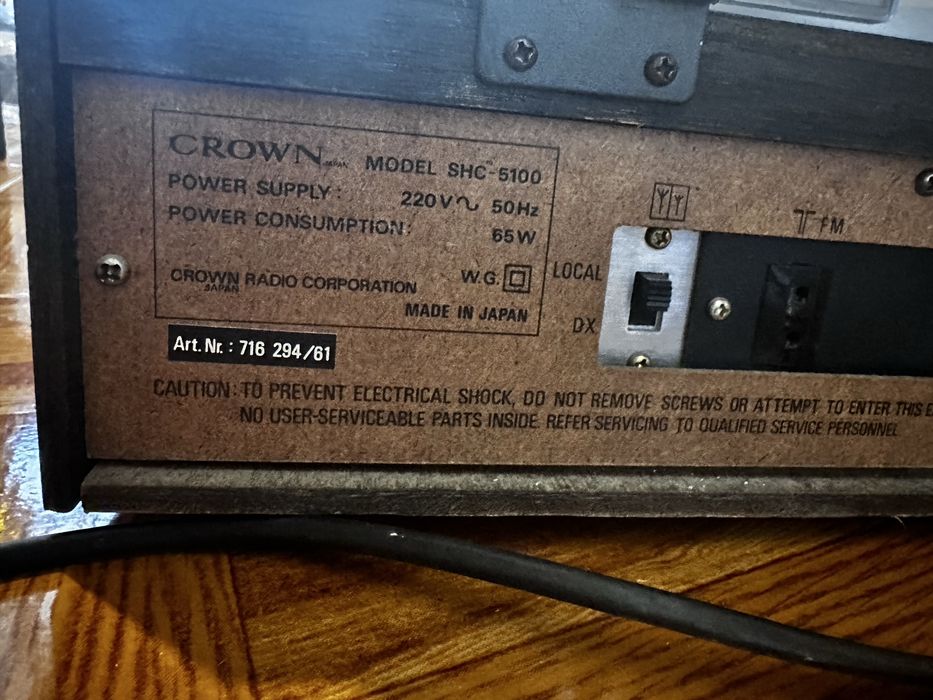 CROWN JAPAN MODEL SHC-5100
POWER SUPPLY: 220V~ 50Hz
POWER CONSUMPTION: 65W
CROWN JAPAN RADIO CORPORATION W.G.
MADE IN JAPAN
Art. Nr. : 716 294/61
LOCAL
DX
FM
CAUTION: TO PREVENT ELECTRICAL SHOCK, DO NOT REMOVE SCREWS OR ATTEMPT TO ENTER THIS
NO USER-SERVICEABLE PARTS INSIDE. REFER SERVICING TO QUALIFIED SERVICE PERSONNEL